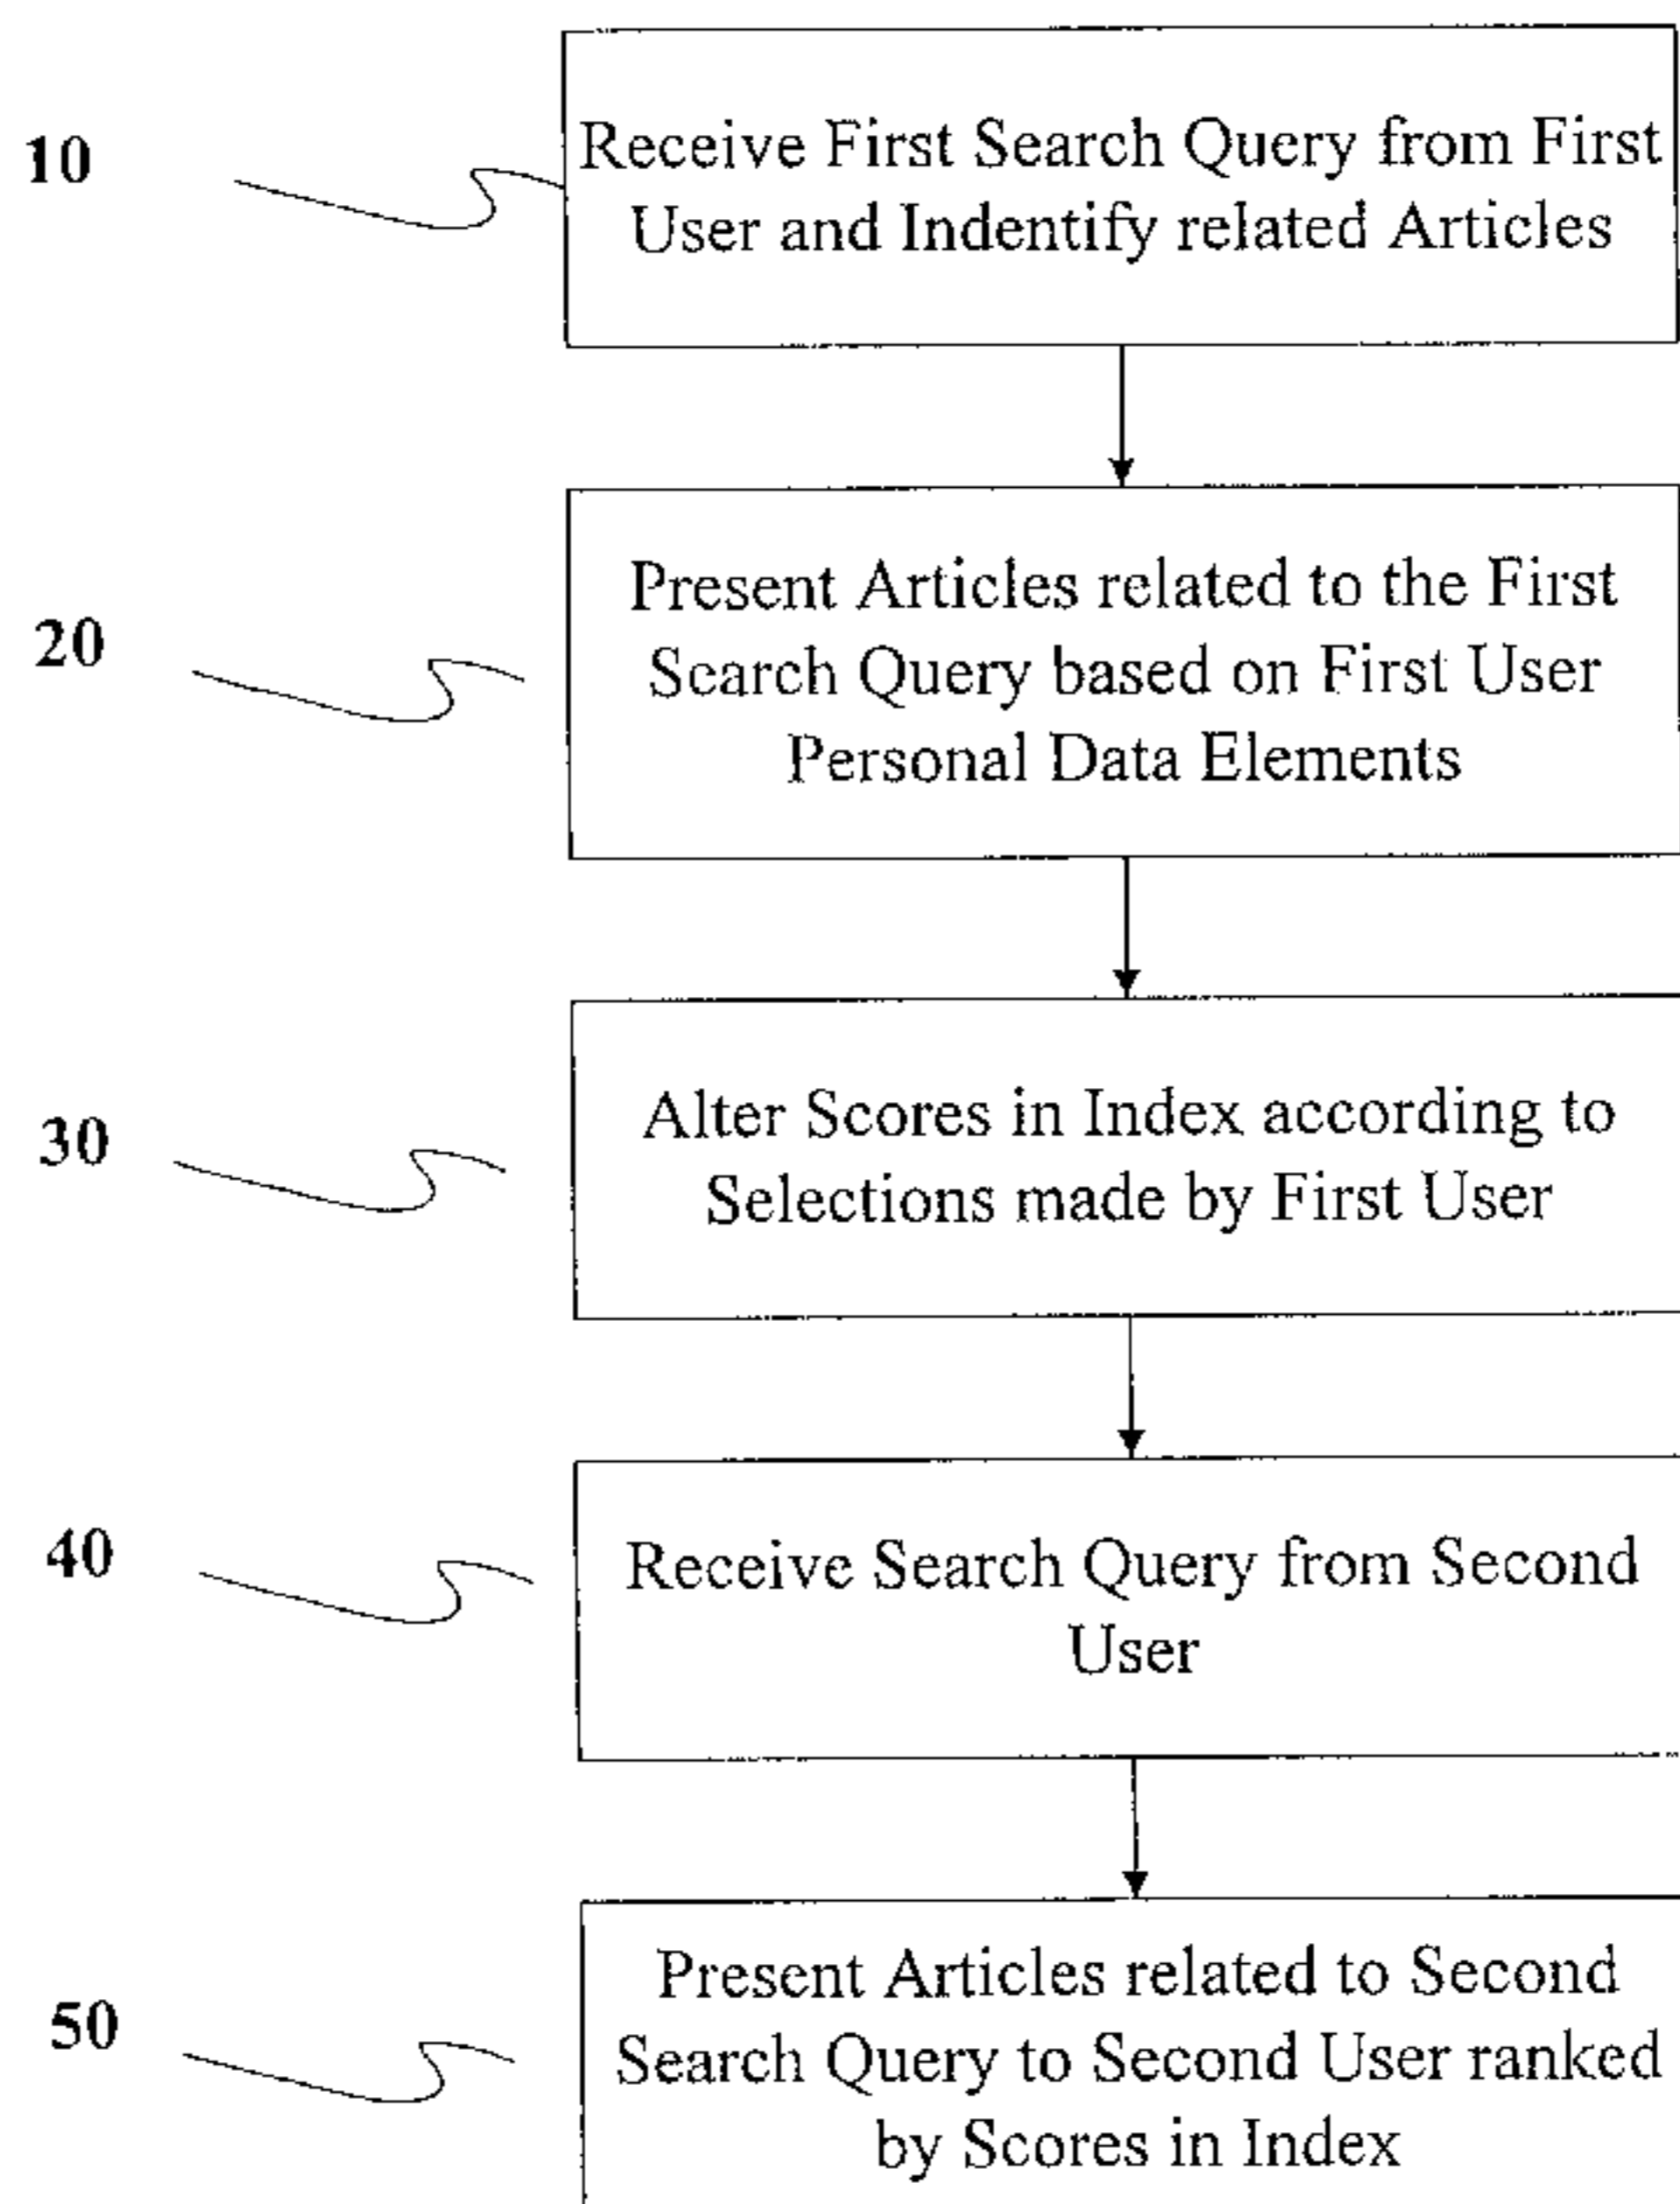 10
Receive First Search Query from First
User and Indentify related Articles
20
Present Articles related to the First
Search Query based on First User
Personal Data Elements
30
Alter Scores in Index according to
Selections made by First User
40
Receive Search Query from Second
User
50
Present Articles related to Second
Search Query to Second User ranked
by Scores in Index